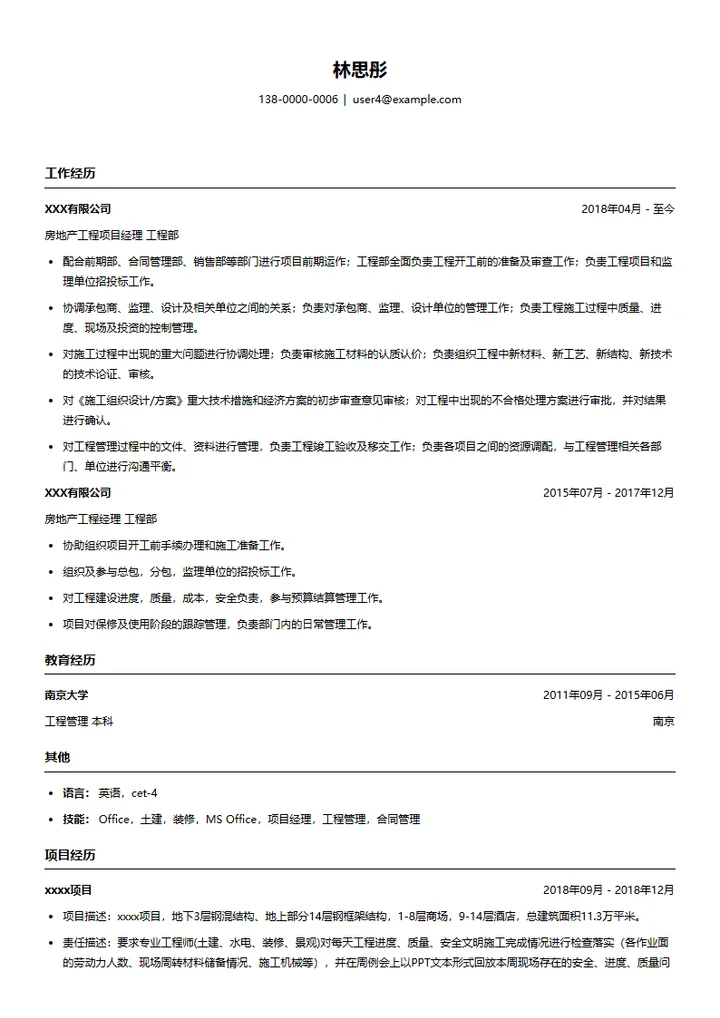 林思彤
138-0000-0006 | user4@example.com
工作经历
XXX有限公司 2018年04月 - 至今
房地产工程项目经理 工程部
• 配合前期部、合同管理部、销售部等部门进行项目前期运作；工程部全面负责工程开工前的准备及审查工作；负责工程项目和监
理单位招投标工作。
• 协调承包商、监理、设计及相关单位之间的关系；负责对承包商、监理、设计单位的管理工作；负责工程施工过程中质量、进
度、现场及投资的控制管理。
• 对施工过程中出现的重大问题进行协调处理；负责审核施工材料的认质认价；负责组织工程中新材料、新工艺、新结构、新技术
的技术论证、审核。
• 对《施工组织设计/方案》重大技术措施和经济方案的初步审查意见审核；对工程中出现的不合格处理方案进行审批，并对结果
进行确认。
• 对工程管理过程中的文件、资料进行管理，负责工程竣工验收及移交工作；负责各项目之间的资源调配，与工程管理相关各部
门、单位进行沟通平衡。
XXX有限公司 2015年07月 - 2017年12月
房地产工程经理 工程部
• 协助组织项目开工前手续办理和施工准备工作。
• 组织及参与总包，分包，监理单位的招投标工作。
• 对工程建设进度，质量，成本，安全负责，参与预算结算管理工作。
• 项目对保修及使用阶段的跟踪管理，负责部门内的日常管理工作。
教育经历
南京大学 2011年09月 - 2015年06月
工程管理 本科 南京
其他
• 语言： 英语，cet-4
• 技能： Office，土建，装修，MS Office，项目经理，工程管理，合同管理
项目经历
xxxx项目 2018年09月 - 2018年12月
• 项目描述：xxxx项目，地下3层钢混结构、地上部分14层钢框架结构，1-8层商场，9-14层酒店，总建筑面积11.3万平米。
• 责任描述：要求专业工程师(土建、水电、装修、景观)对每天工程进度、质量、安全文明施工完成情况进行检查落实（各作业面
的劳动力人数、现场周转材料储备情况、施工机械等），并在周例会上以PPT文本形式回放本周现场存在的安全、进度、质量问